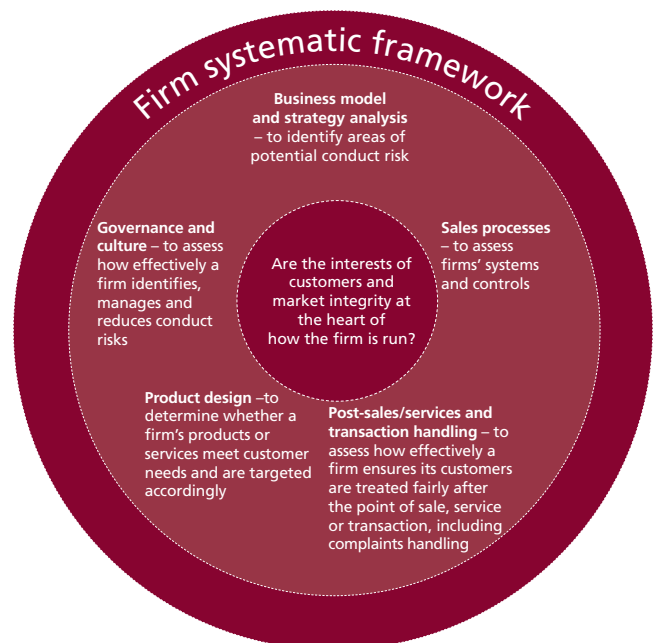 Firm systematic framework
Business model
and strategy analysis
– to identify areas of
potential conduct risk
Governance and
culture – to assess
how effectively a
firm identifies,
manages and
reduces conduct
risks
Sales processes
– to assess
firms’ systems
and controls
Are the interests of
customers and
market integrity at
the heart of
how the firm is run?
Product design –to
determine whether a
firm’s products or
services meet customer
needs and are targeted
accordingly
Post-sales/services and
transaction handling – to
assess how effectively a
firm ensures its customers
are treated fairly after
the point of sale, service
or transaction, including
complaints handling